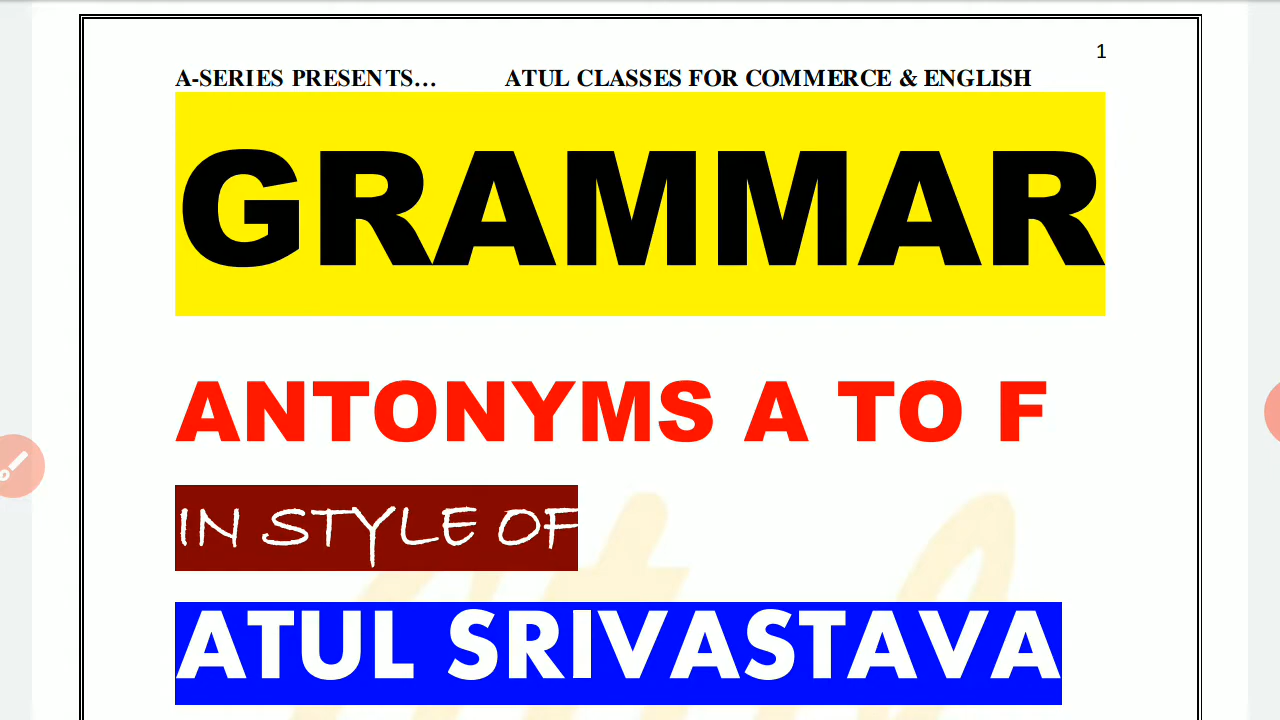 1
A-SERIES PRESENTS... ATUL CLASSES FOR COMMERCE & ENGLISH
GRAMMAR
ANTONYMS A TO F
IN STYLE OF
ATUL SRIVASTAVA